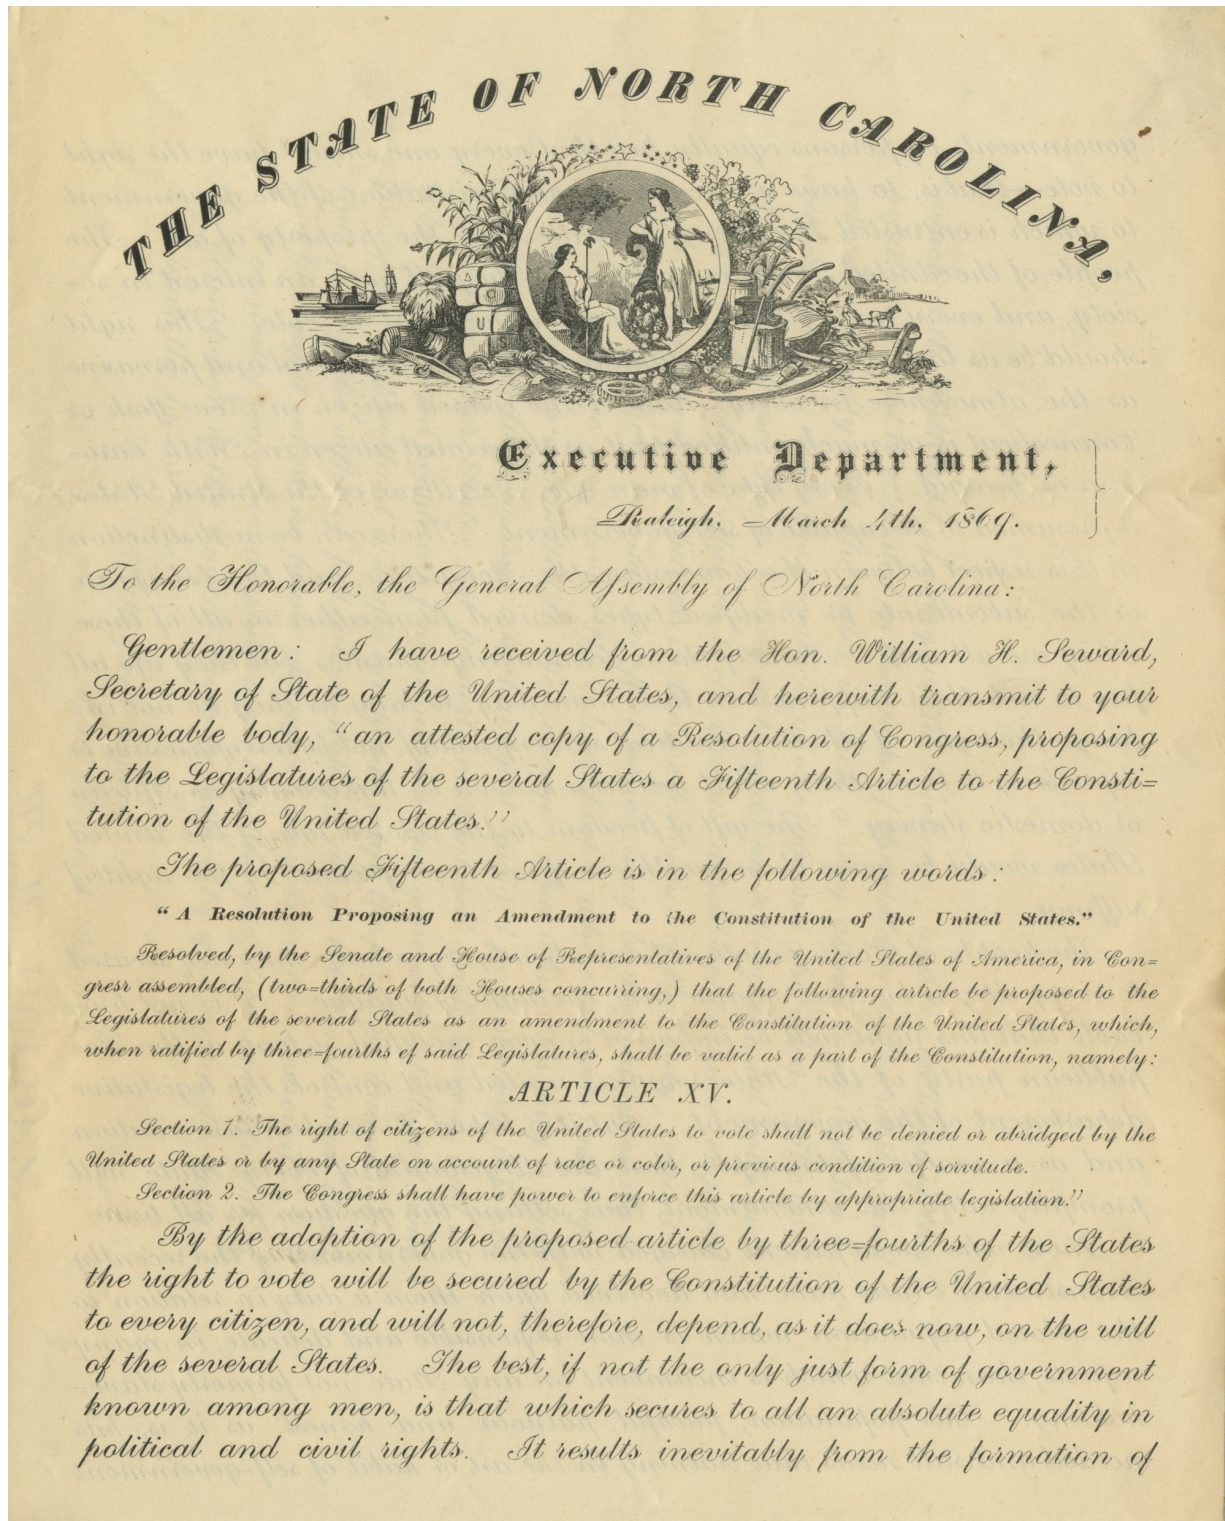 THE STATE OF NORTH CAROLINA,
Executive Department,
Raleigh, March 4th, 1869.
To the Honorable, the General Assembly of North Carolina:
Gentlemen: I have received from the Hon. William H. Seward,
Secretary of State of the United States, and herewith transmit to your
honorable body, “an attested copy of a Resolution of Congress, proposing
to the Legislatures of the several States a Fifteenth Article to the Consti=
tution of the United States.”
The proposed Fifteenth Article is in the following words:
“A Resolution Proposing an Amendment to the Constitution of the United States.”
Resolved, by the Senate and House of Representatives of the United States of America, in Con=
gress assembled, (two=thirds of both Houses concurring,) that the following article be proposed to the
Legislatures of the several States as an amendment to the Constitution of the United States, which,
when ratified by three=fourths ef said Legislatures, shall be valid as a part of the Constitution, namely:
ARTICLE XV.
Section 1. The right of citizens of the United States to vote shall not be denied or abridged by the
United States or by any State on account of race or color, or previous condition of servitude.
Section 2. The Congress shall have power to enforce this article by appropriate legislation.”
By the adoption of the proposed article by three=fourths of the States
the right to vote will be secured by the Constitution of the United States
to every citizen, and will not, therefore, depend, as it does now, on the will
of the several States. The best, if not the only just form of government
known among men, is that which secures to all an absolute equality in
political and civil rights. It results inevitably from the formation of